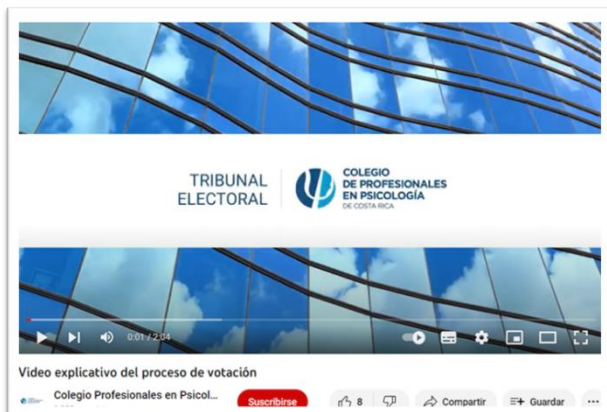 TRIBUNAL
ELECTORAL
COLEGIO
DE PROFESIONALES
EN PSICOLOGÍA
DE COSTA RICA
0:01 / 2:04
Video explicativo del proceso de votación
Colegio Profesionales en Psicol...
Suscribirse
8
Compartir
Guardar